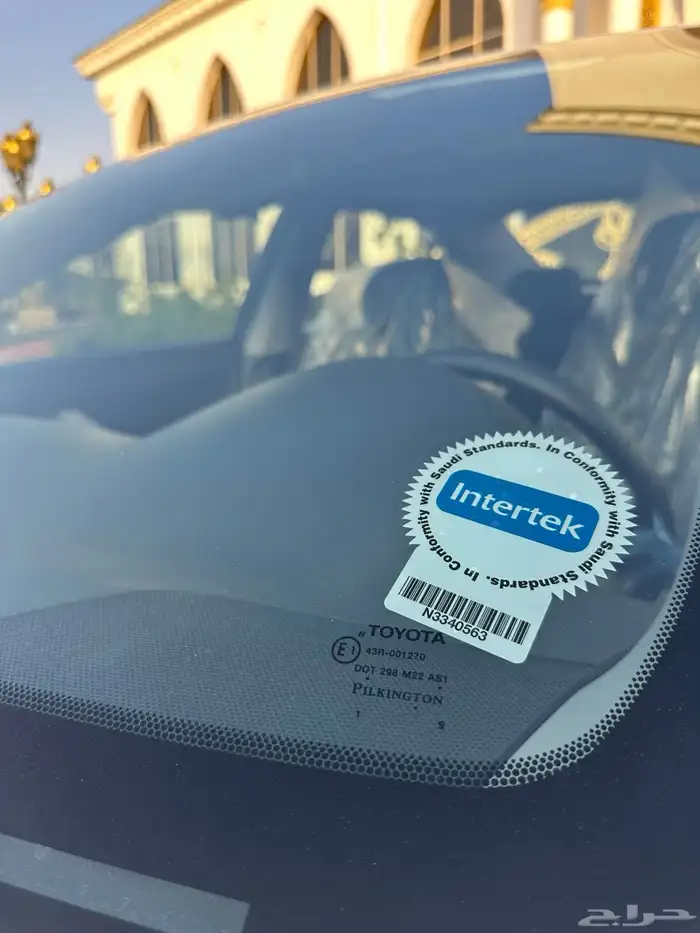 In Conformity with Saudi Standards. In Conformity with Saudi Standards.
Intertek
N3340563
TOYOTA
E1 43R-001270
DOT 298 M22 AS1
PILKINGTON
حراج